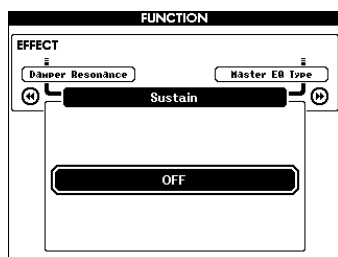 FUNCTION
EFFECT
Damper Resonance
Master EQ Type
Sustain
OFF